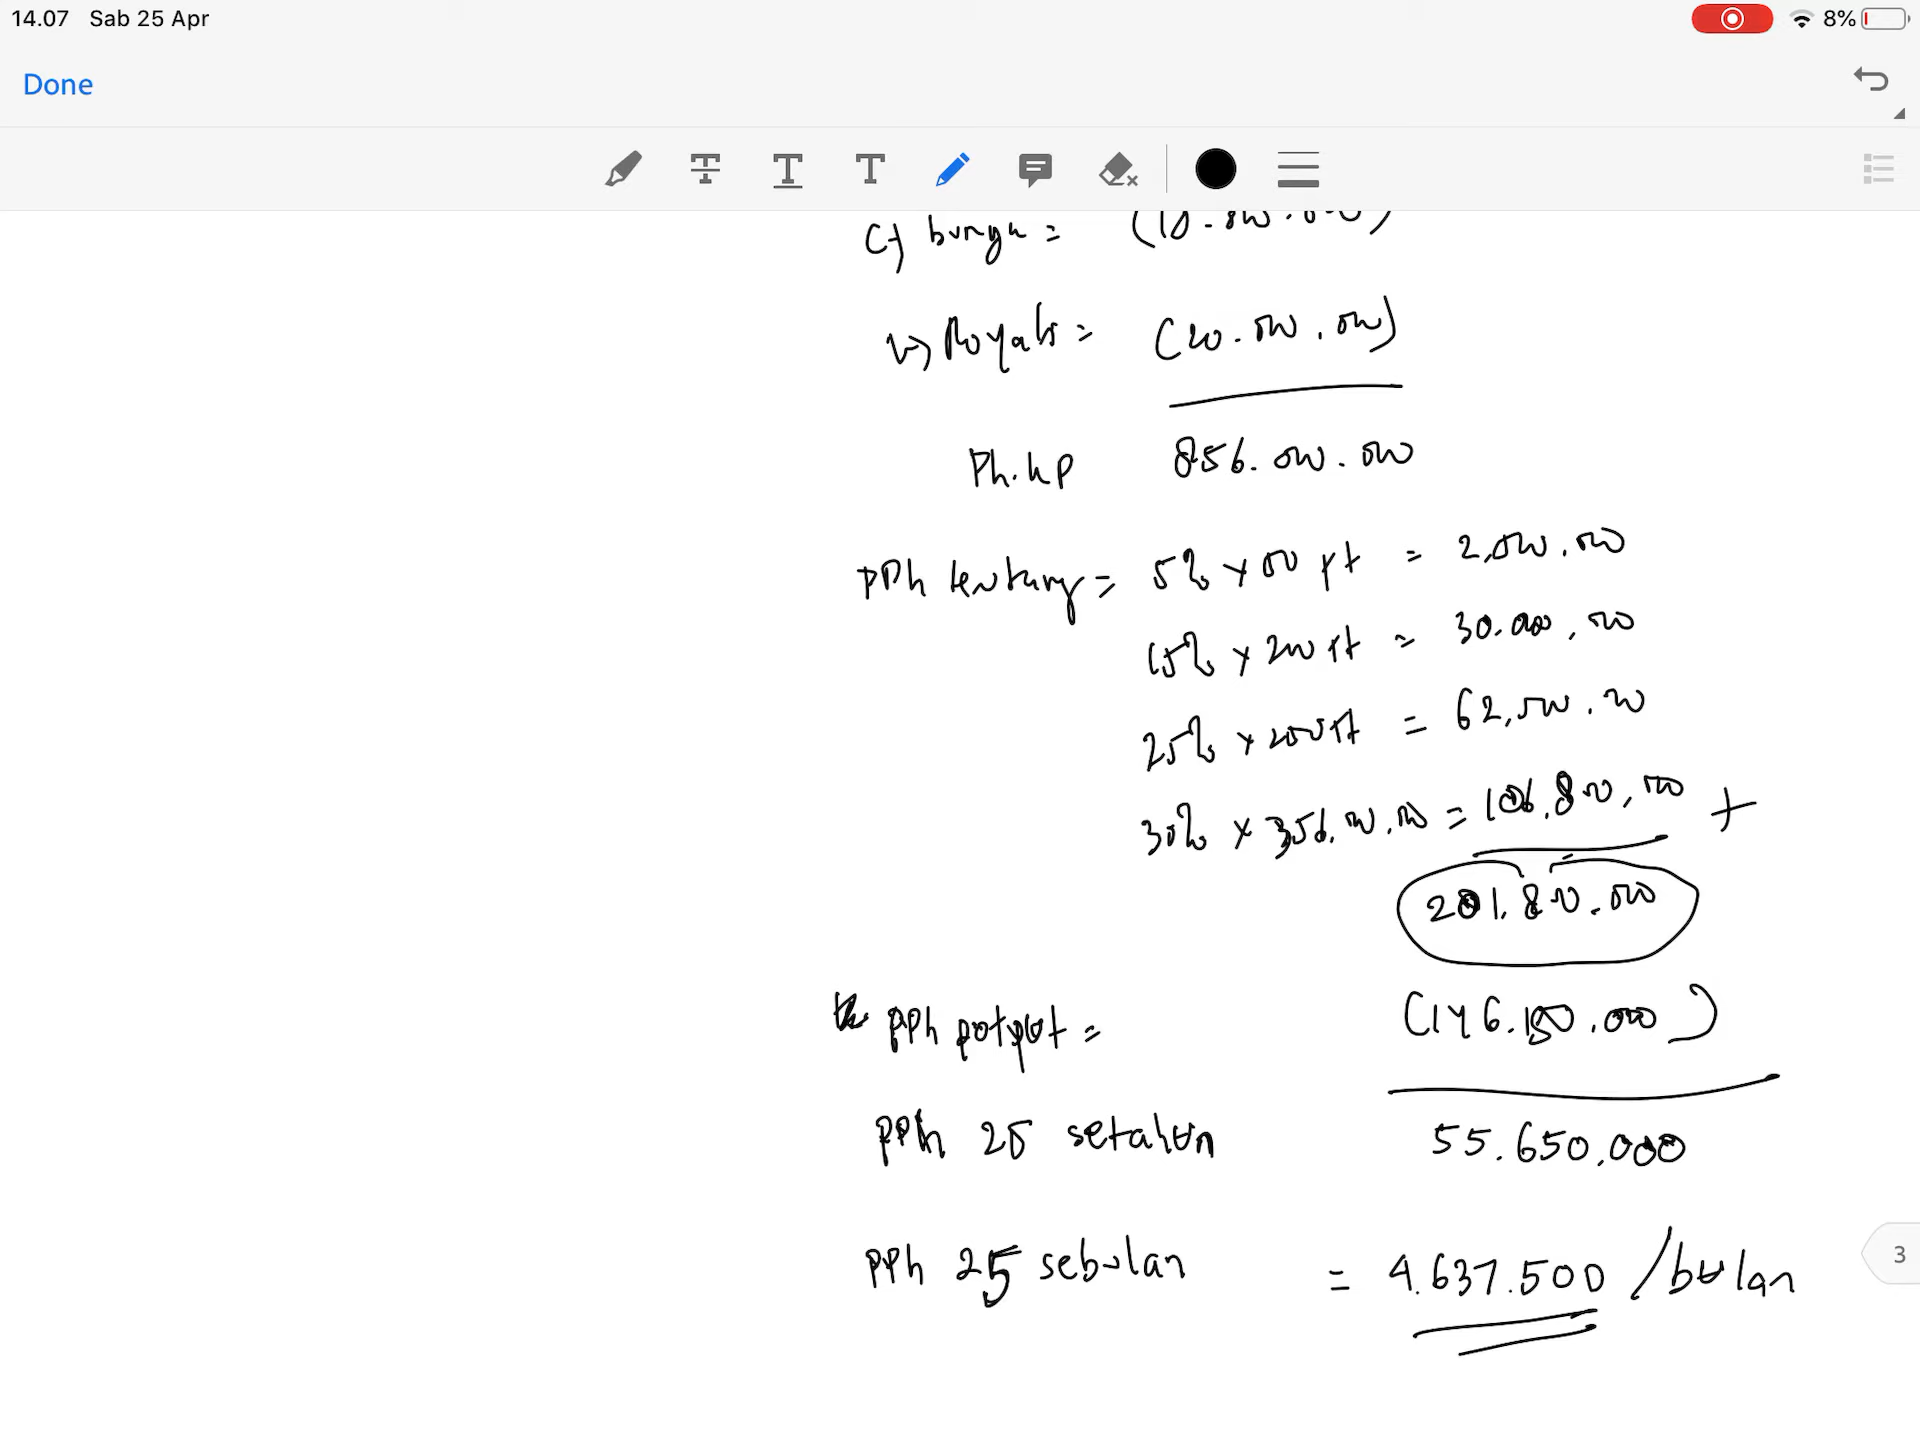 14.07 Sab 25 Apr 8%
Done
(-) bunga =
(-) Royalti = (20.000.000)
Ph.kp 856.000.000
PPh terutang = 5% x 50 jt = 2.500.000
15% x 200 jt = 30.000.000
25% x 250 jt = 62.500.000
30% x 356.000.000 = 106.800.000 +
201.800.000
PPh potput = (146.150.000)
PPh 25 setahun 55.650.000
PPh 25 sebulan = 4.637.500 /bulan
3